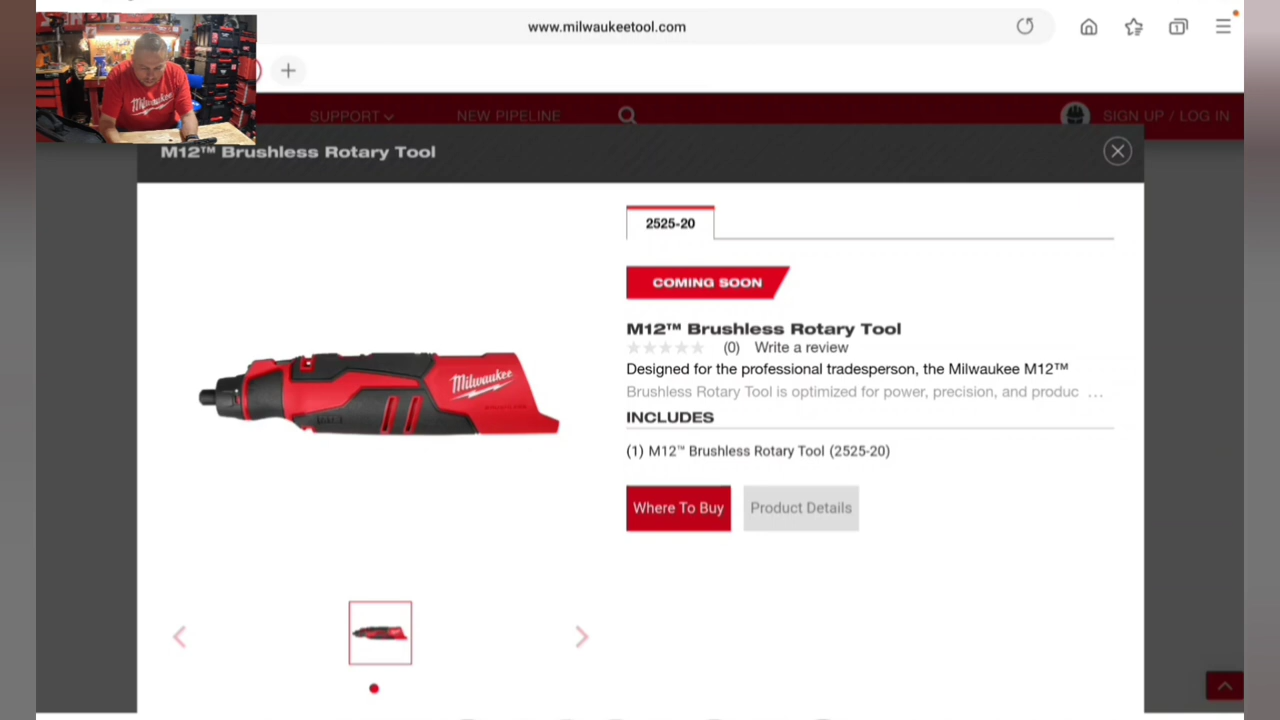 www.milwaukeetool.com
1
SUPPORT
NEW PIPELINE
SIGN UP / LOG IN
Milwaukee
M12™ Brushless Rotary Tool
2525-20
COMING SOON
M12™ Brushless Rotary Tool
(0) Write a review
Designed for the professional tradesperson, the Milwaukee M12™
Brushless Rotary Tool is optimized for power, precision, and produc ...
INCLUDES
(1) M12™ Brushless Rotary Tool (2525-20)
Where To Buy
Product Details
Milwaukee